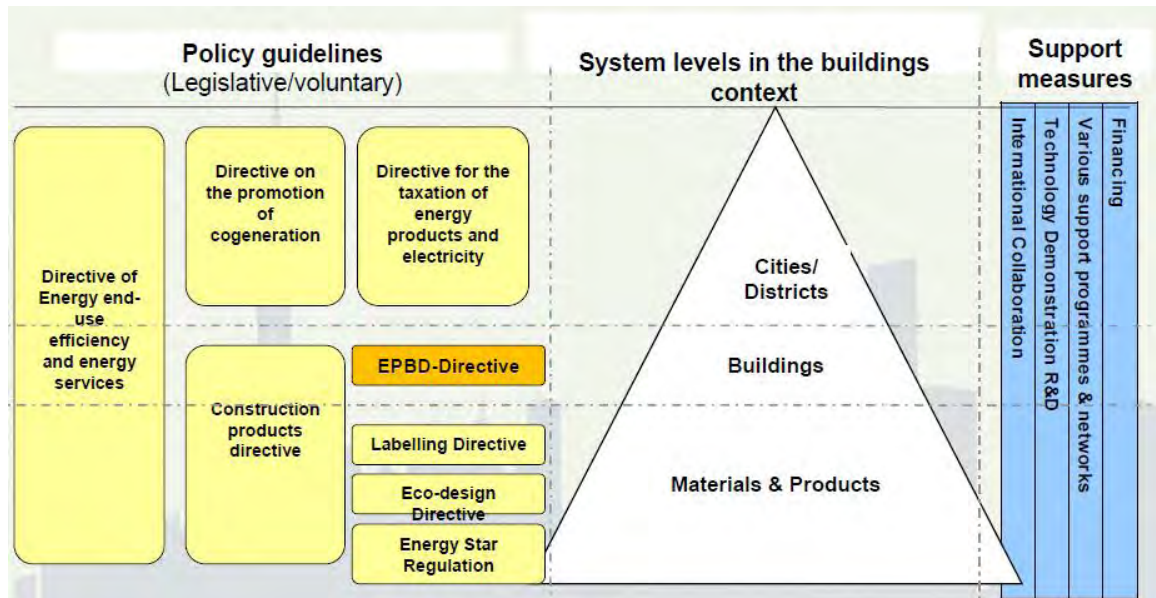 Policy guidelines
(Legislative/voluntary)
System levels in the buildings
context
Support
measures
Directive of
Energy end-
use
efficiency
and energy
services
Directive on
the promotion
of
cogeneration
Directive for the
taxation of
energy
products and
electricity
Construction
products
directive
EPBD-Directive
Labelling Directive
Eco-design
Directive
Energy Star
Regulation
Cities/
Districts
Buildings
Materials & Products
Financing
Various support programmes & networks
Technology Demonstration R&D
International Collaboration